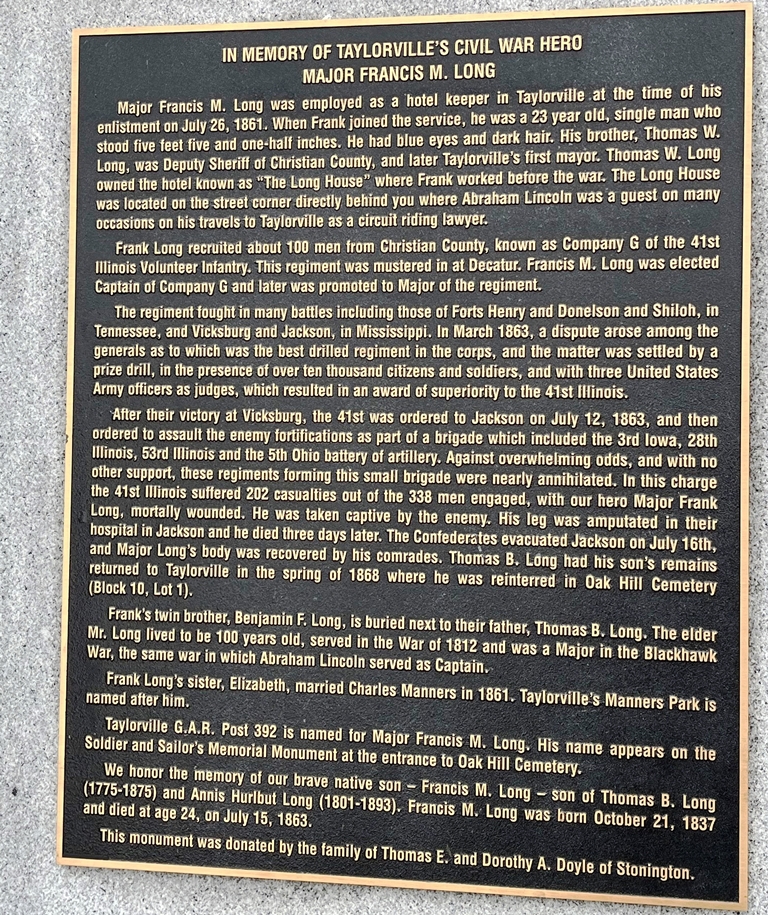 IN MEMORY OF TAYLORVILLE'S CIVIL WAR HERO
MAJOR FRANCIS M. LONG
Major Francis M. Long was employed as a hotel keeper in Taylorville at the time of his
enlistment on July 26, 1861. When Frank joined the service, he was a 23 year old, single man who
stood five feet five and one-half inches. He had blue eyes and dark hair. His brother, Thomas W.
Long, was Deputy Sheriff of Christian County, and later Taylorville's first mayor. Thomas W. Long
owned the hotel known as "The Long House" where Frank worked before the war. The Long House
was located on the street corner directly behind you where Abraham Lincoln was a guest on many
occasions on his travels to Taylorville as a circuit riding lawyer.
Frank Long recruited about 100 men from Christian County, known as Company G of the 41st
Illinois Volunteer Infantry. This regiment was mustered in at Decatur. Francis M. Long was elected
Captain of Company G and later was promoted to Major of the regiment.
The regiment fought in many battles including those of Forts Henry and Donelson and Shiloh, in
Tennessee, and Vicksburg and Jackson, in Mississippi. In March 1863, a dispute arose among the
generals as to which was the best drilled regiment in the corps, and the matter was settled by a
prize drill, in the presence of over ten thousand citizens and soldiers, and with three United States
Army officers as judges, which resulted in an award of superiority to the 41st Illinois.
After their victory at Vicksburg, the 41st was ordered to Jackson on July 12, 1863, and then
ordered to assault the enemy fortifications as part of a brigade which included the 3rd Iowa, 28th
Illinois, 53rd Illinois and the 5th Ohio battery of artillery. Against overwhelming odds, and with no
other support, these regiments forming this small brigade were nearly annihilated. In this charge
the 41st Illinois suffered 202 casualties out of the 338 men engaged, with our hero Major Frank
Long, mortally wounded. He was taken captive by the enemy. His leg was amputated in their
hospital in Jackson and he died three days later. The Confederates evacuated Jackson on July 16th,
and Major Long's body was recovered by his comrades. Thomas B. Long had his son's remains
returned to Taylorville in the spring of 1868 where he was reinterred in Oak Hill Cemetery
(Block 10, Lot 1).
Frank's twin brother, Benjamin F. Long, is buried next to their father, Thomas B. Long. The elder
Mr. Long lived to be 100 years old, served in the War of 1812 and was a Major in the Blackhawk
War, the same war in which Abraham Lincoln served as Captain.
Frank Long's sister, Elizabeth, married Charles Manners in 1861. Taylorville's Manners Park is
named after him.
Taylorville G.A.R. Post 392 is named for Major Francis M. Long. His name appears on the
Soldier and Sailor's Memorial Monument at the entrance to Oak Hill Cemetery.
We honor the memory of our brave native son – Francis M. Long – son of Thomas B. Long
(1775-1875) and Annis Hurlbut Long (1801-1893). Francis M. Long was born October 21, 1837
and died at age 24, on July 15, 1863.
This monument was donated by the family of Thomas E. and Dorothy A. Doyle of Stonington.